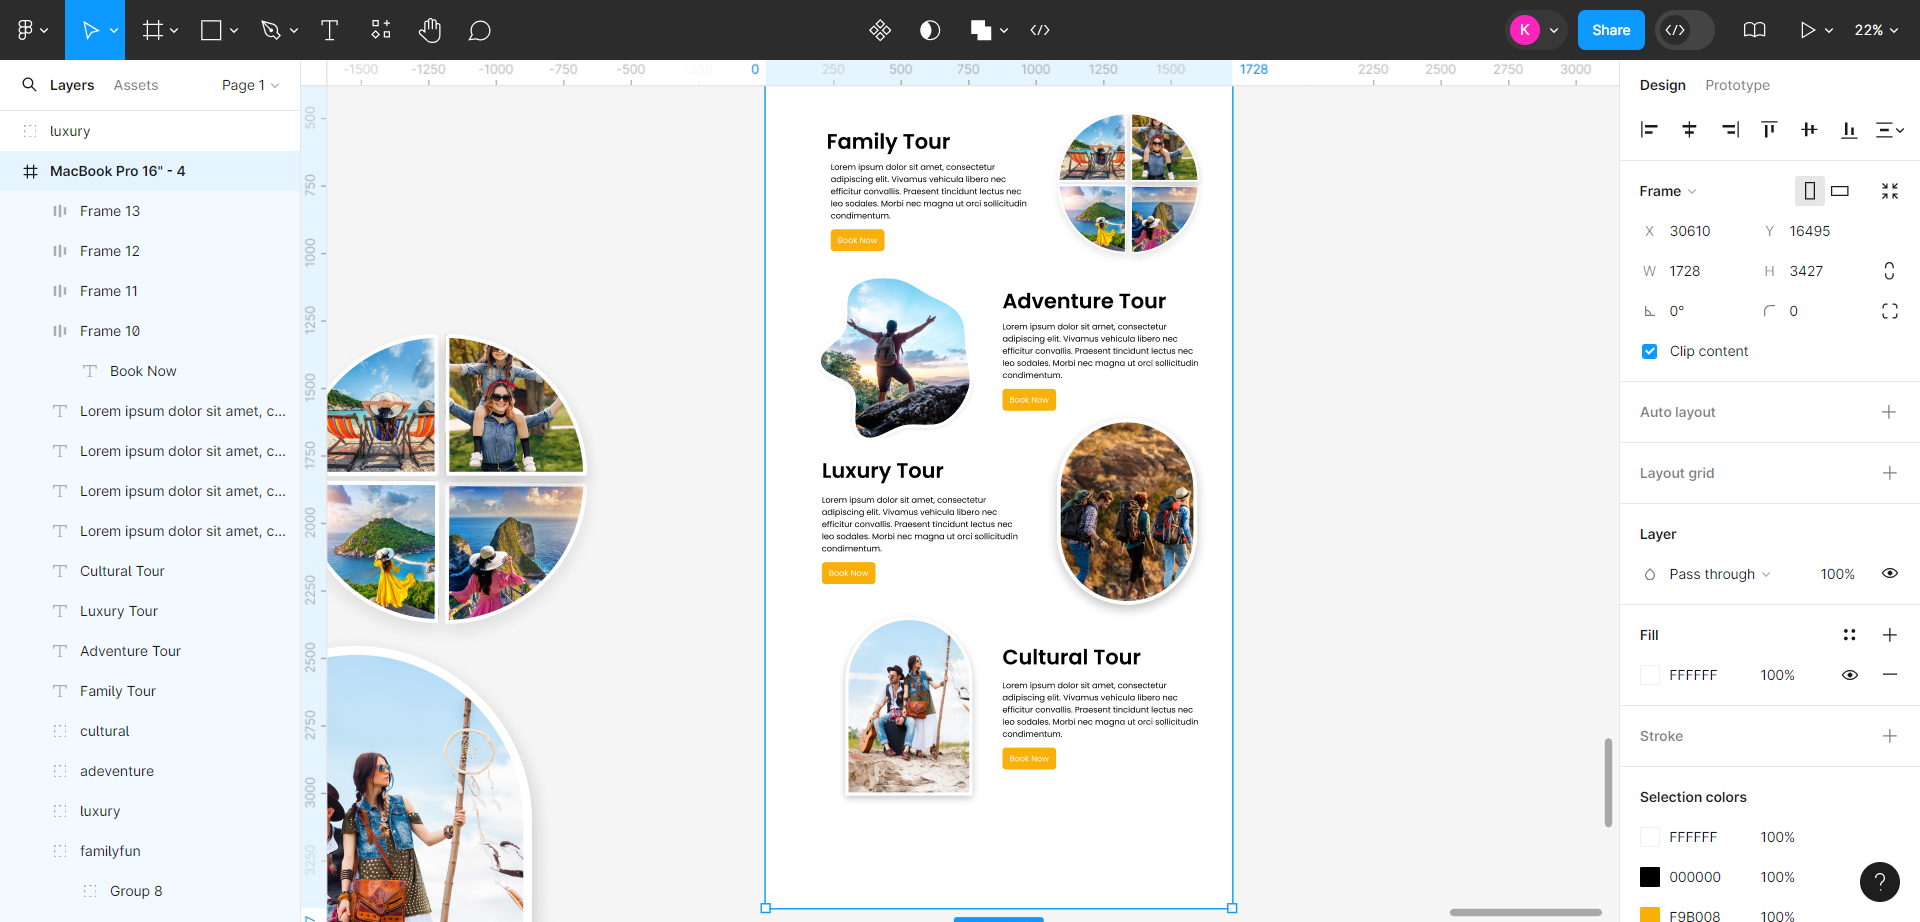 K
Share
22%
Layers
Assets
Page 1
luxury
MacBook Pro 16" - 4
Frame 13
Frame 12
Frame 11
Frame 10
Book Now
Lorem ipsum dolor sit amet, c...
Lorem ipsum dolor sit amet, c...
Lorem ipsum dolor sit amet, c...
Lorem ipsum dolor sit amet, c...
Cultural Tour
Luxury Tour
Adventure Tour
Family Tour
cultural
adeventure
luxury
familyfun
Group 8
-1500
-1250
-1000
-750
-500
-250
0
250
500
750
1000
1250
1500
1728
2250
2500
2750
3000
500
750
1000
1250
1500
1750
2000
2250
2500
2750
3000
3250
Family Tour
Lorem ipsum dolor sit amet, consectetur
adipiscing elit. Vivamus vehicula libero nec
efficitur convallis. Praesent tincidunt lectus nec
leo sodales. Morbi nec magna ut orci sollicitudin
condimentum.
Book Now
Adventure Tour
Lorem ipsum dolor sit amet, consectetur
adipiscing elit. Vivamus vehicula libero nec
efficitur convallis. Praesent tincidunt lectus nec
leo sodales. Morbi nec magna ut orci sollicitudin
condimentum.
Book Now
Luxury Tour
Lorem ipsum dolor sit amet, consectetur
adipiscing elit. Vivamus vehicula libero nec
efficitur convallis. Praesent tincidunt lectus nec
leo sodales. Morbi nec magna ut orci sollicitudin
condimentum.
Book Now
Cultural Tour
Lorem ipsum dolor sit amet, consectetur
adipiscing elit. Vivamus vehicula libero nec
efficitur convallis. Praesent tincidunt lectus nec
leo sodales. Morbi nec magna ut orci sollicitudin
condimentum.
Book Now
Design
Prototype
Frame
X 30610 Y 16495
W 1728 H 3427
0° 0
Clip content
Auto layout
Layout grid
Layer
Pass through 100%
Fill
FFFFFF 100%
Stroke
Selection colors
FFFFFF 100%
000000 100%
F9B008 100%
?